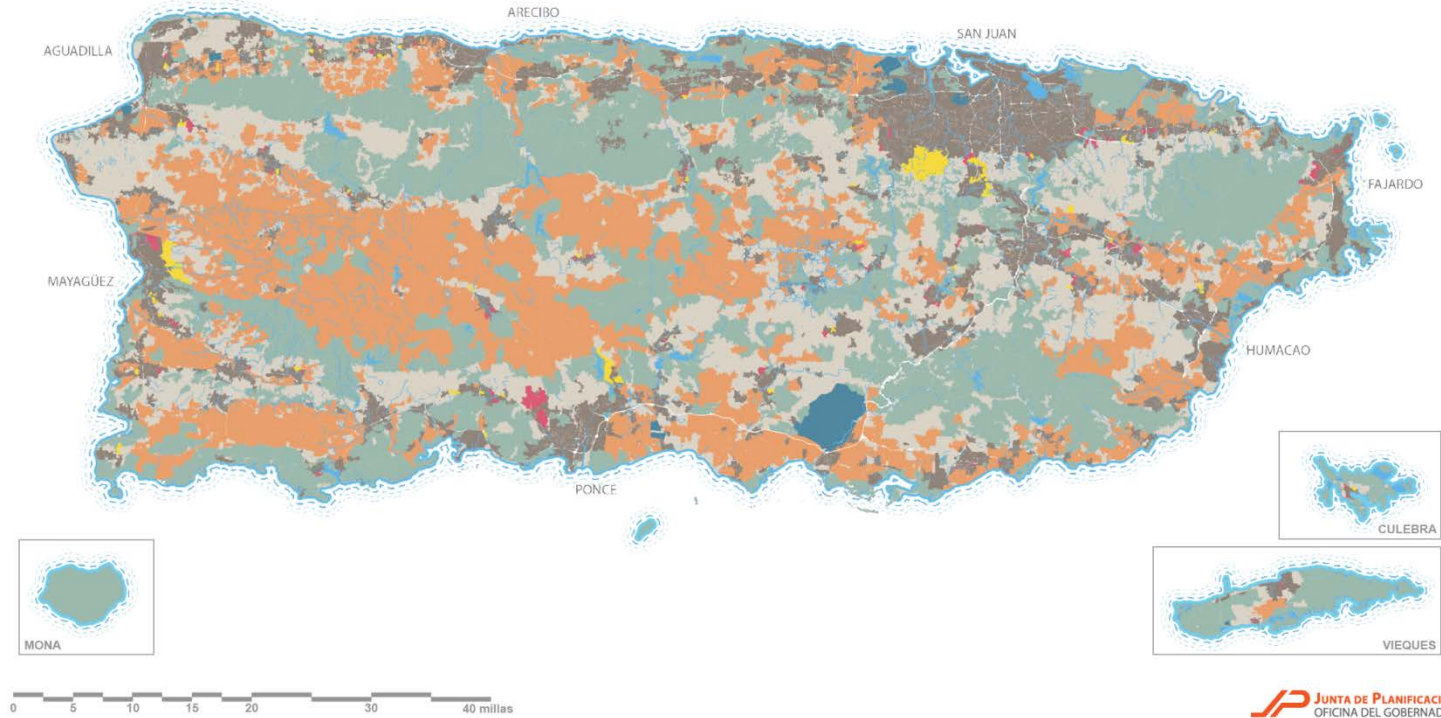 ARECIBO
SAN JUAN
AGUADILLA
FAJARDO
MAYAGÜEZ
HUMACAO
PONCE
CULEBRA
MONA
VIEQUES
0 5 10 15 20 30 40 millas
JUNTA DE PLANIFICACI
OFICINA DEL GOBERNAD